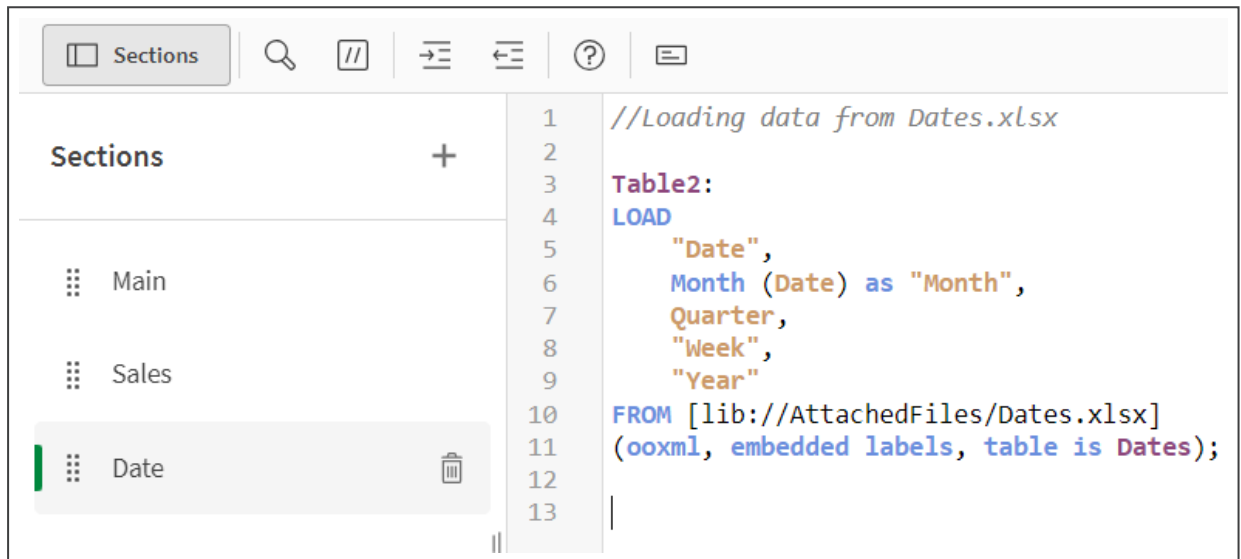 Sections
Sections
Main
Sales
Date
1 //Loading data from Dates.xlsx
2
3 Table2:
4 LOAD
5 "Date",
6 Month (Date) as "Month",
7 Quarter,
8 "Week",
9 "Year"
10 FROM [lib://AttachedFiles/Dates.xlsx]
11 (ooxml, embedded labels, table is Dates);
12
13